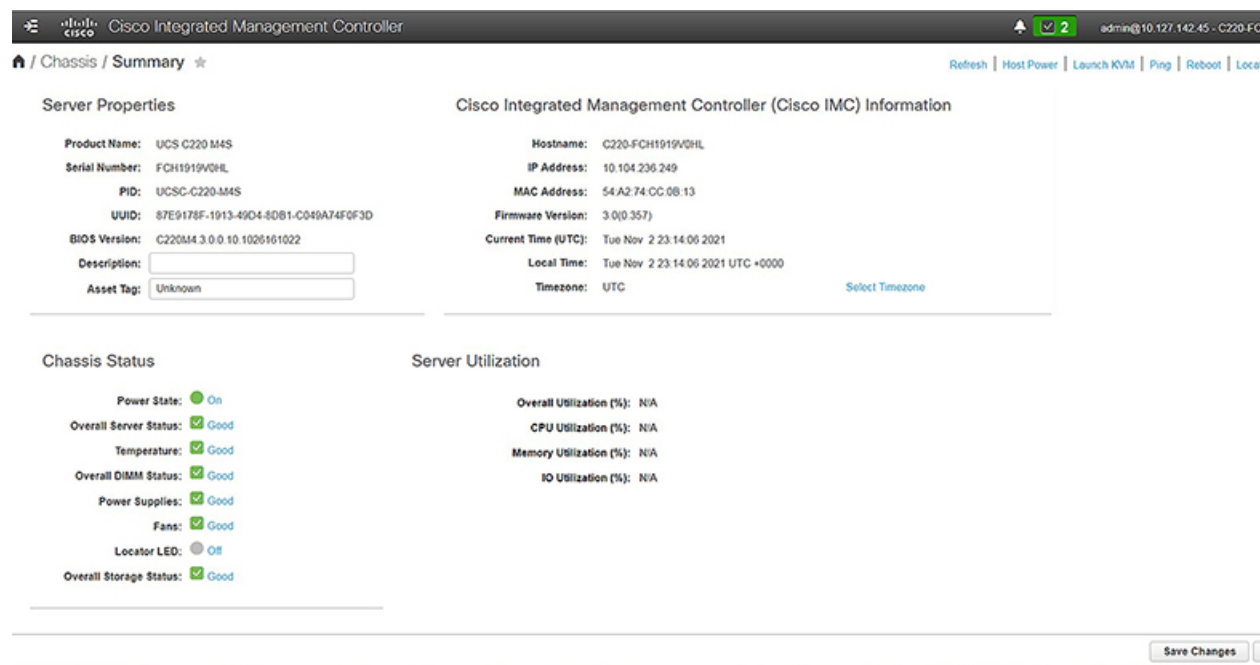 cisco Cisco Integrated Management Controller 2 admin@10.127.142.45 - C220-FC
/ Chassis / Summary
Refresh | Host Power | Launch KVM | Ping | Reboot | Locat
Server Properties
Product Name: UCS C220 M4S
Serial Number: FCH1919V0HL
PID: UCSC-C220-M4S
UUID: 87E9178F-1913-49D4-8DB1-C049A74F0F3D
BIOS Version: C220M4.3.0.0.10.1026161022
Description:
Asset Tag: Unknown
Cisco Integrated Management Controller (Cisco IMC) Information
Hostname: C220-FCH1919V0HL
IP Address: 10.104.236.249
MAC Address: 54:A2:74:CC:0B:13
Firmware Version: 3.0(0.357)
Current Time (UTC): Tue Nov 2 23:14:06 2021
Local Time: Tue Nov 2 23:14:06 2021 UTC +0000
Timezone: UTC Select Timezone
Chassis Status
Power State: On
Overall Server Status: Good
Temperature: Good
Overall DIMM Status: Good
Power Supplies: Good
Fans: Good
Locator LED: Off
Overall Storage Status: Good
Server Utilization
Overall Utilization (%): N/A
CPU Utilization (%): N/A
Memory Utilization (%): N/A
IO Utilization (%): N/A
Save Changes